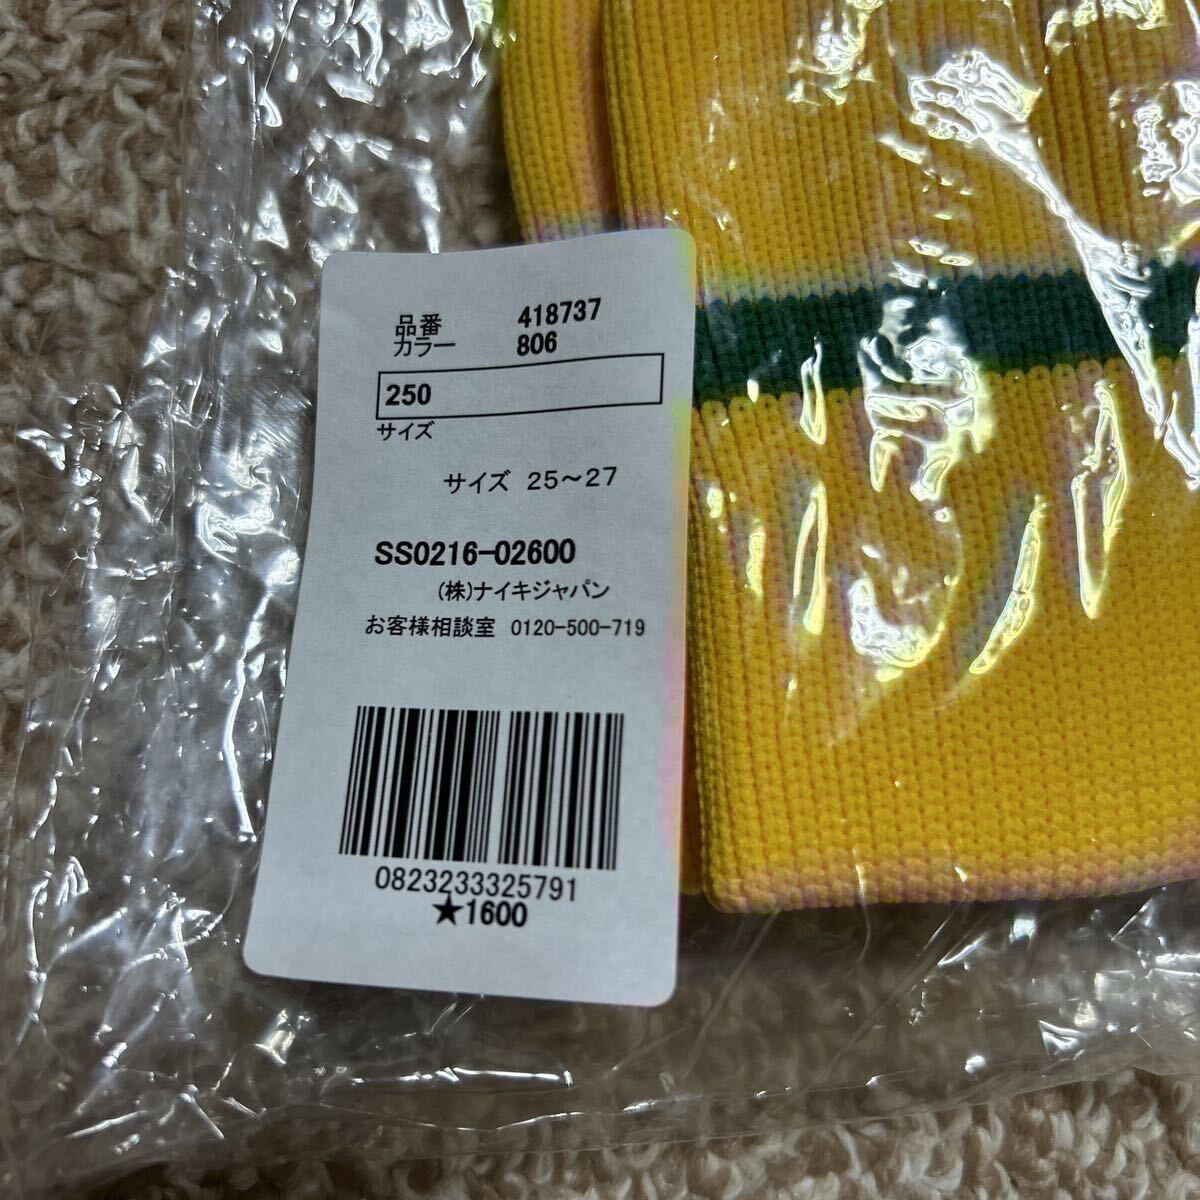 品番 418737
カラー 806
250
サイズ
サイズ 25～27
SS0216-02600
(株)ナイキジャパン
お客様相談室 0120-500-719
0823233325791
★1600